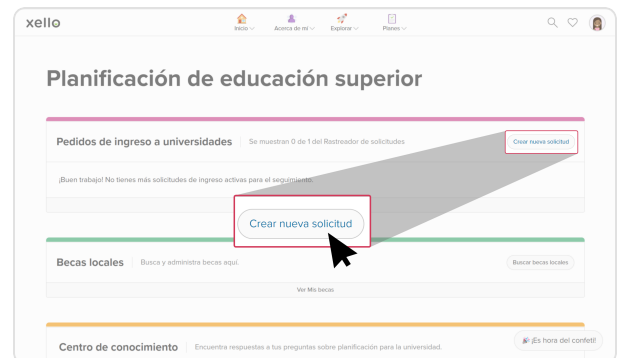 xello
Inicio
Acerca de mí
Explorar
Planes
Planificación de educación superior
Pedidos de ingreso a universidades
Se muestran 0 de 1 del Rastreador de solicitudes
Crear nueva solicitud
¡Buen trabajo! No tienes más solicitudes de ingreso activas para el seguimiento.
Crear nueva solicitud
Becas locales
Busca y administra becas aquí.
Buscar becas locales
Ver Mis becas
Centro de conocimiento
Encuentra respuestas a tus preguntas sobre planificación para la universidad.
¡Es hora del confeti!